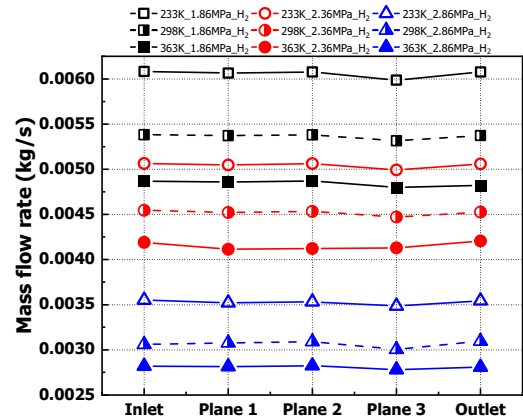 233K_1.86MPa_H₂ 233K_2.36MPa_H₂ 233K_2.86MPa_H₂
298K_1.86MPa_H₂ 298K_2.36MPa_H₂ 298K_2.86MPa_H₂
363K_1.86MPa_H₂ 363K_2.36MPa_H₂ 363K_2.86MPa_H₂
Mass flow rate (kg/s)
0.0060
0.0055
0.0050
0.0045
0.0040
0.0035
0.0030
0.0025
Inlet Plane 1 Plane 2 Plane 3 Outlet